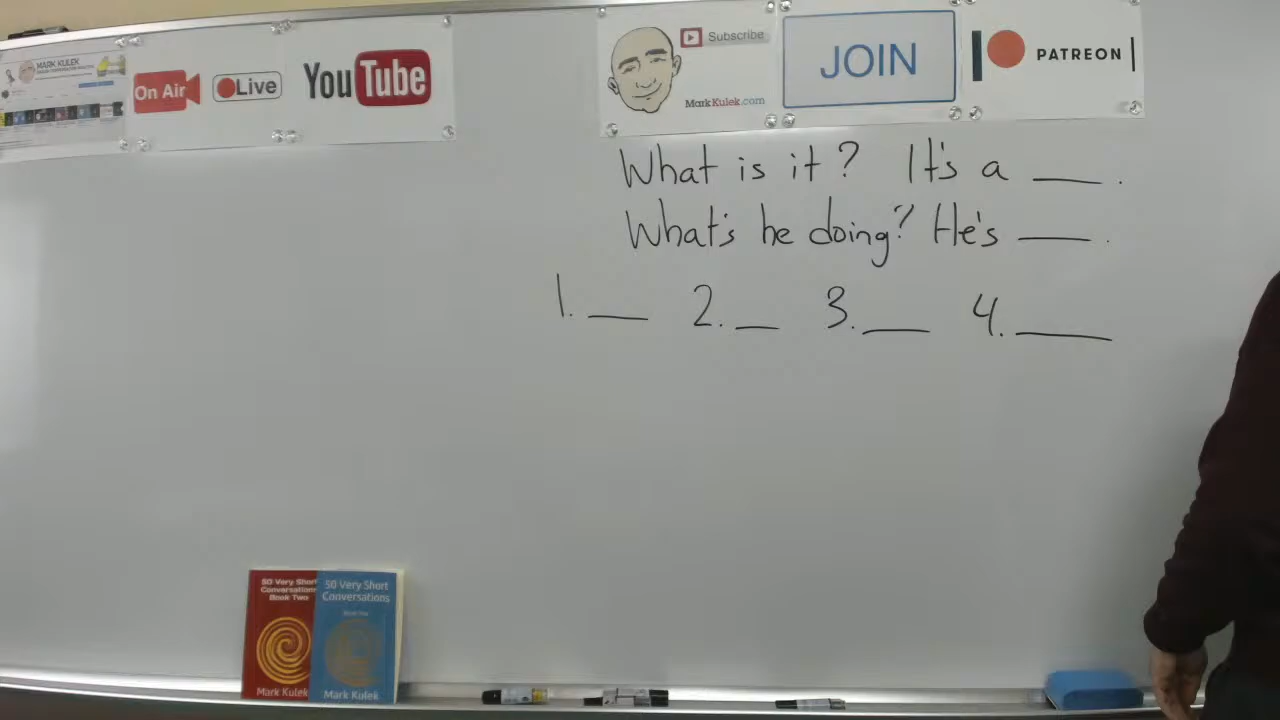 MARK KULEK
On Air
Live
YouTube
Subscribe
MarkKulek.com
JOIN
PATREON
What is it? It's a ___.
What's he doing? He's ___.
1. ___ 2. ___ 3. ___ 4. ___
50 Very Short
Conversations
Book Two
Mark Kulek
50 Very Short
Conversations
Mark Kulek